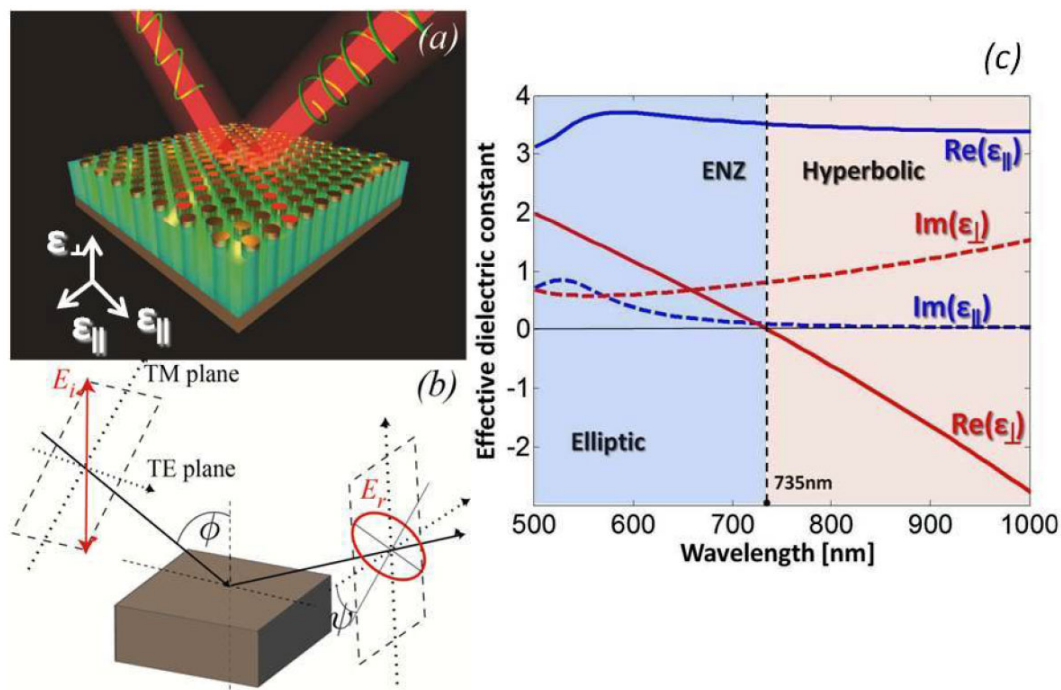 (a)
ε⊥
ε||
ε||
(b)
TM plane
Ei
TE plane
ϕ
Er
ψ
(c)
4
3
2
1
0
-1
-2
Effective dielectric constant
Re(ε||)
ENZ
Hyperbolic
Im(ε⊥)
Im(ε||)
Elliptic
Re(ε⊥)
735nm
500 600 700 800 900 1000
Wavelength [nm]